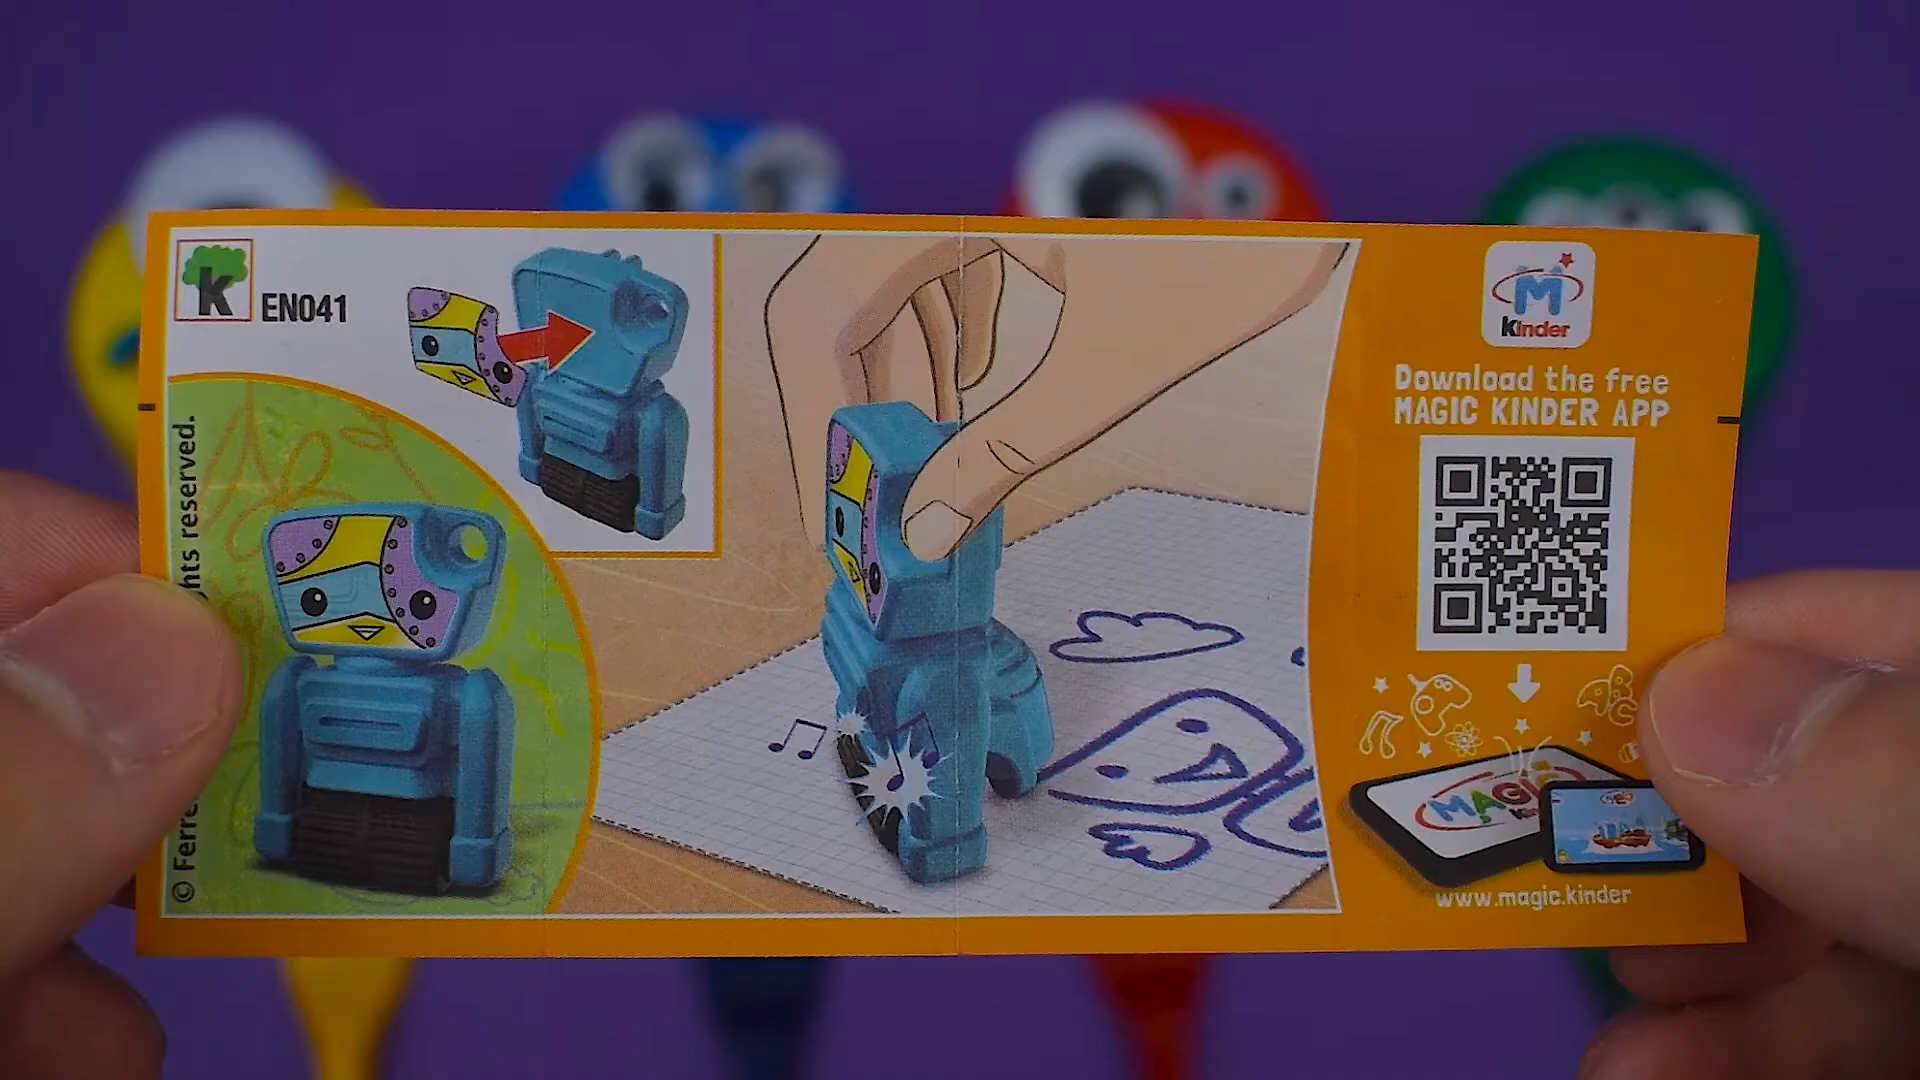 k
EN041
© Ferre
ghts reserved.
kinder
Download the free
MAGIC KINDER APP
www.magic.kinder